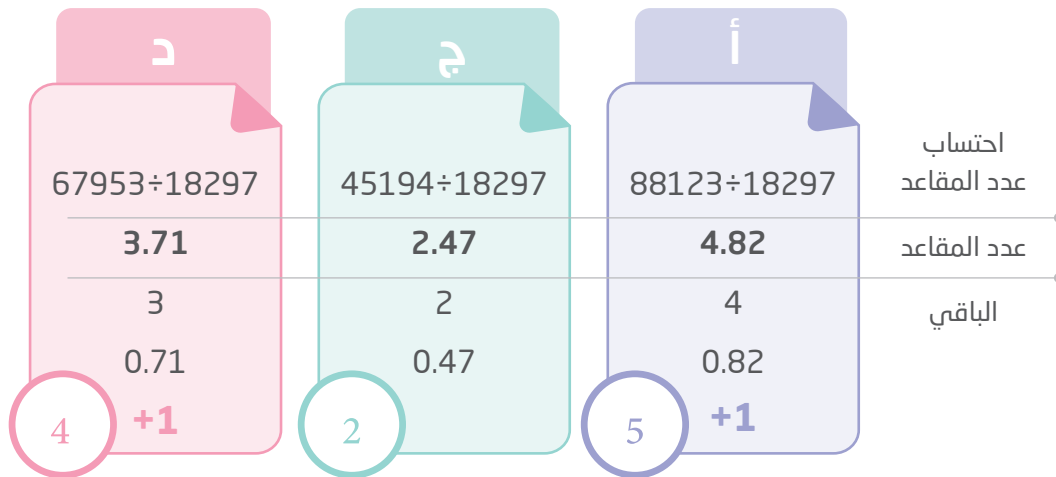 أ
ج
د
احتساب
عدد المقاعد
88123÷18297
45194÷18297
67953÷18297
عدد المقاعد
4.82
2.47
3.71
الباقي
4
2
3
0.82
0.47
0.71
+1
+1
5
2
4